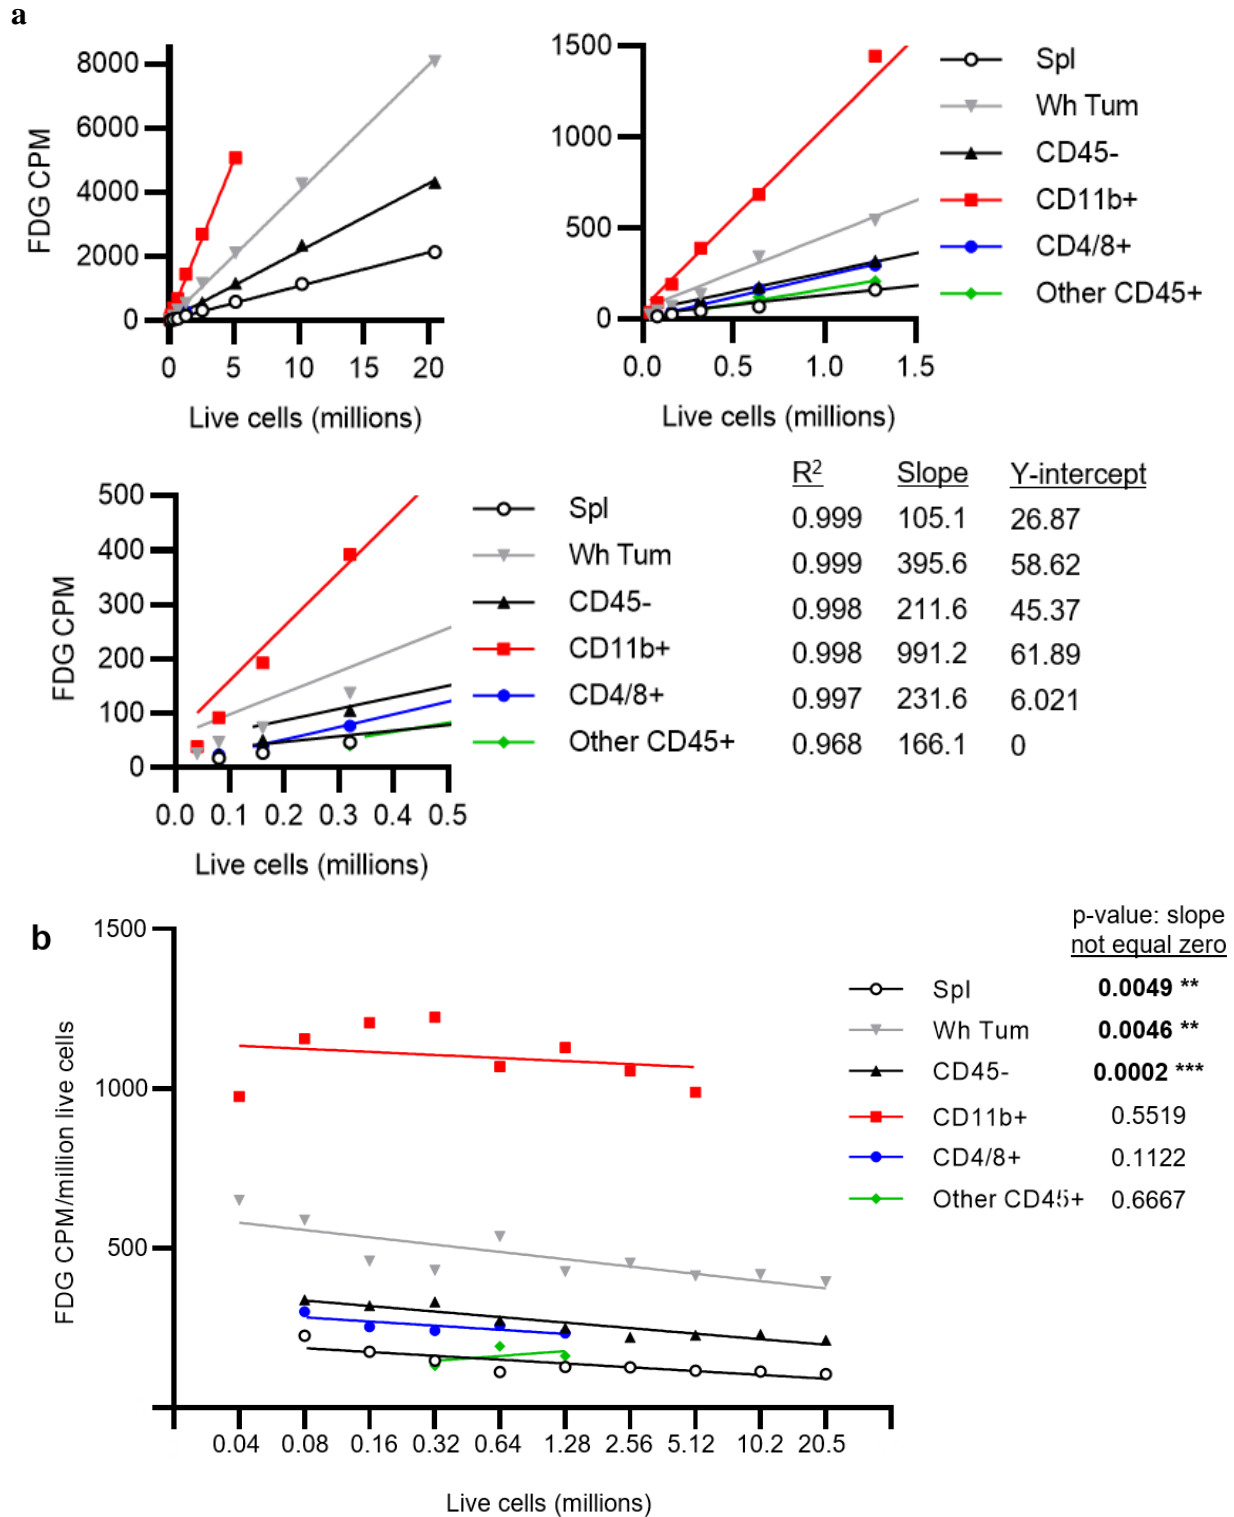 a
8000
6000
4000
2000
0
FDG CPM
0 5 10 15 20
Live cells (millions)
1500
1000
500
0
0.0 0.5 1.0 1.5
Live cells (millions)
Spl
Wh Tum
CD45-
CD11b+
CD4/8+
Other CD45+
500
400
300
200
100
0
FDG CPM
0.0 0.1 0.2 0.3 0.4 0.5
Live cells (millions)
R² Slope Y-intercept
Spl 0.999 105.1 26.87
Wh Tum 0.999 395.6 58.62
CD45- 0.998 211.6 45.37
CD11b+ 0.998 991.2 61.89
CD4/8+ 0.997 231.6 6.021
Other CD45+ 0.968 166.1 0
b
1500
1000
500
FDG CPM/million live cells
0.04 0.08 0.16 0.32 0.64 1.28 2.56 5.12 10.2 20.5
Live cells (millions)
p-value: slope
not equal zero
Spl 0.0049 **
Wh Tum 0.0046 **
CD45- 0.0002 ***
CD11b+ 0.5519
CD4/8+ 0.1122
Other CD45+ 0.6667